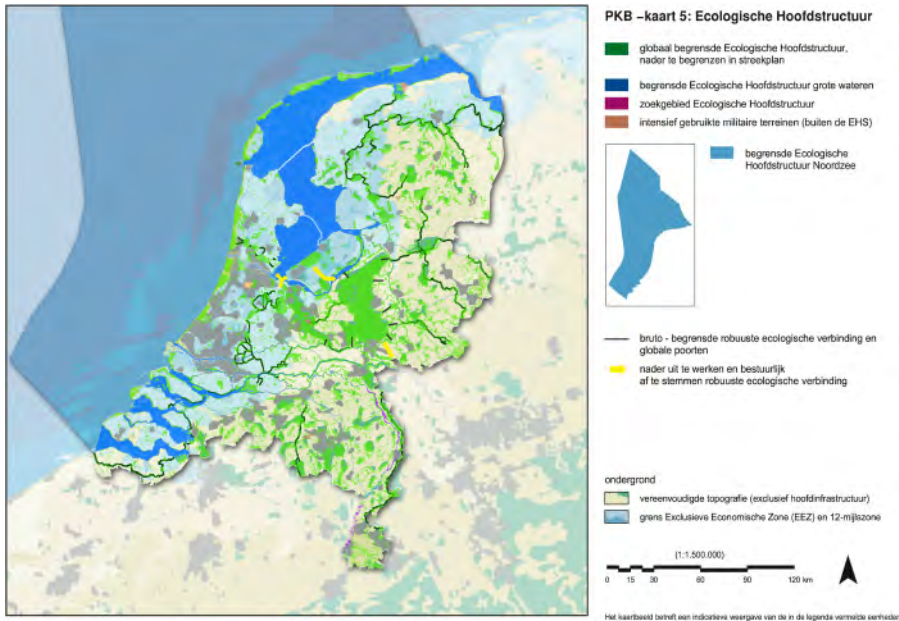 PKB –kaart 5: Ecologische Hoofdstructuur
globaal begrensde Ecologische Hoofdstructuur,
nader te begrenzen in streekplan
begrensde Ecologische Hoofdstructuur grote wateren
zoekgebied Ecologische Hoofdstructuur
intensief gebruikte militaire terreinen (buiten de EHS)
begrensde Ecologische
Hoofdstructuur Noordzee
bruto - begrensde robuuste ecologische verbinding en
globale poorten
nader uit te werken en bestuurlijk
af te stemmen robuuste ecologische verbinding
ondergrond
vereenvoudigde topografie (exclusief hoofdinfrastructuur)
grens Exclusieve Economische Zone (EEZ) en 12-mijlszone
(1:1.500.000)
0 15 30 60 90 120 km
Het kaartbeeld betreft een indicatieve weergave van de in de legenda vermelde eenheden